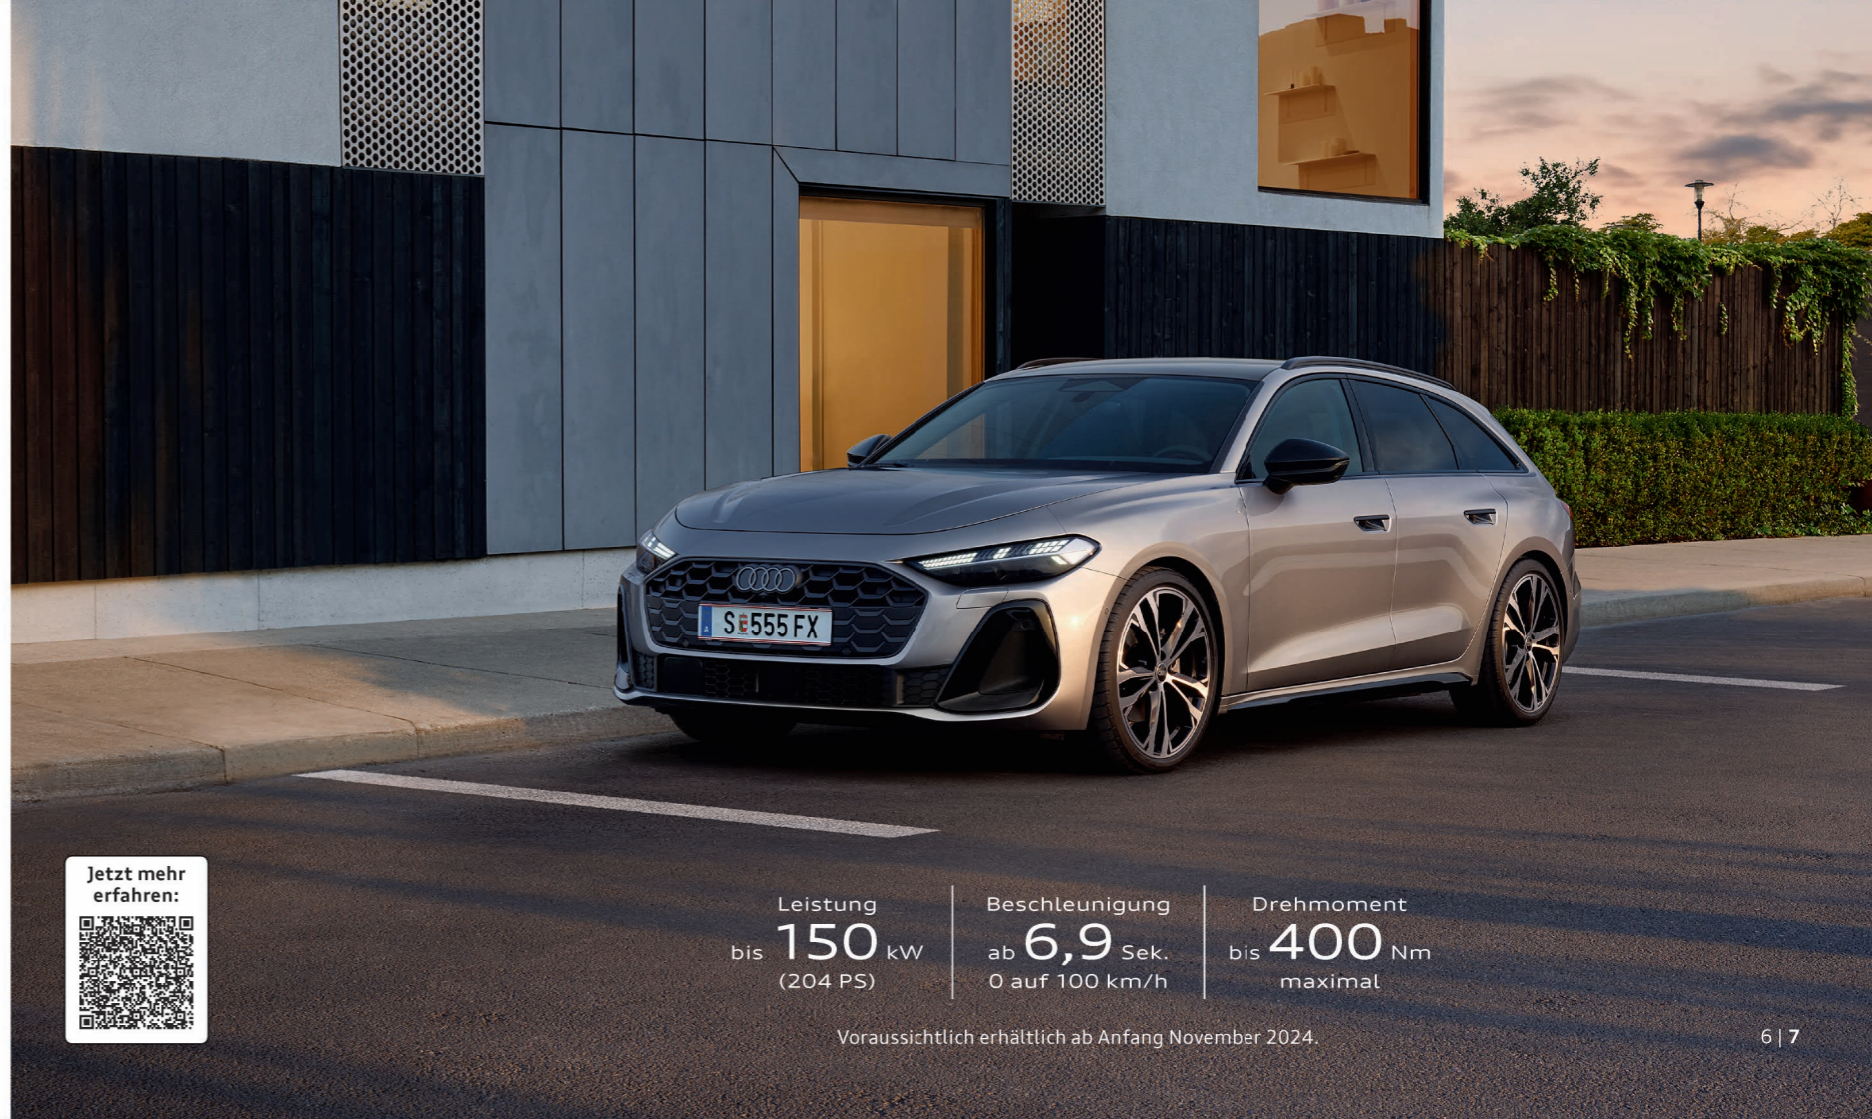 S 555 FX
Jetzt mehr
erfahren:
Leistung
bis 150 kW
(204 PS)
Beschleunigung
ab 6,9 Sek.
0 auf 100 km/h
Drehmoment
bis 400 Nm
maximal
Voraussichtlich erhältlich ab Anfang November 2024.
6 | 7